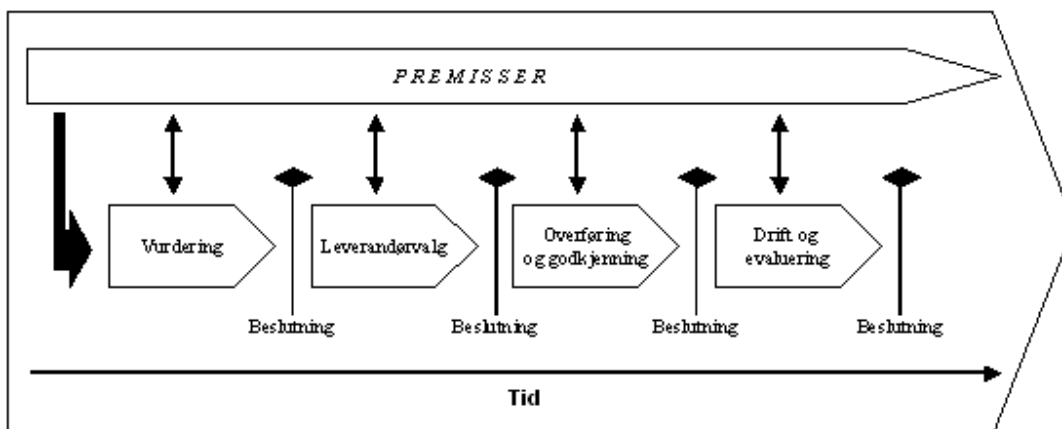 PREMISSER
Vurdering
Leverandørvalg
Overføring
og godkjenning
Drift og
evaluering
Beslutning
Beslutning
Beslutning
Beslutning
Tid